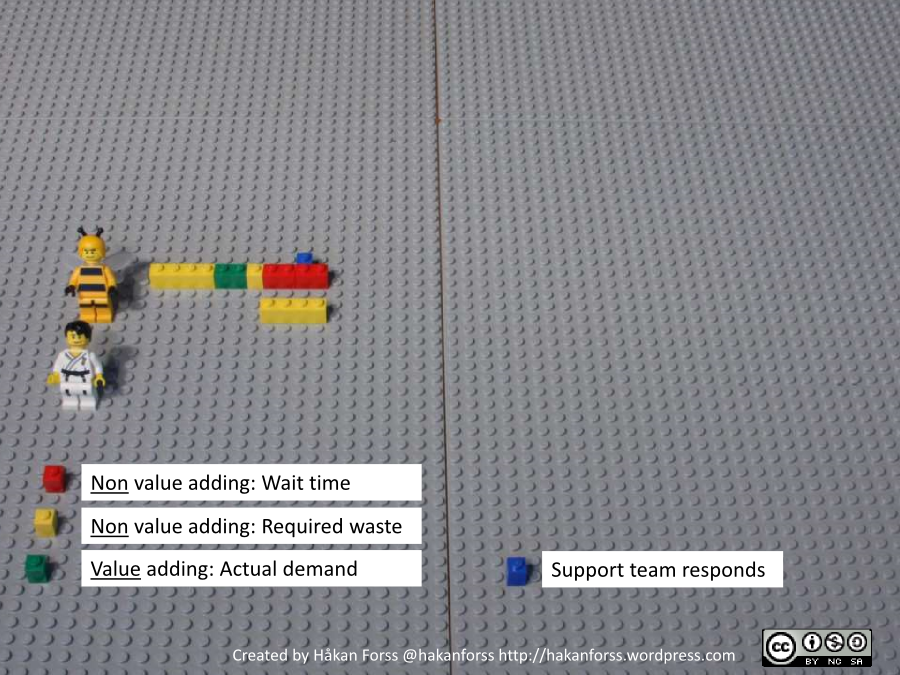 Non value adding: Wait time
Non value adding: Required waste
Value adding: Actual demand
Support team responds
Created by Håkan Forss @hakanforss http://hakanforss.wordpress.com
cc
BY NC SA